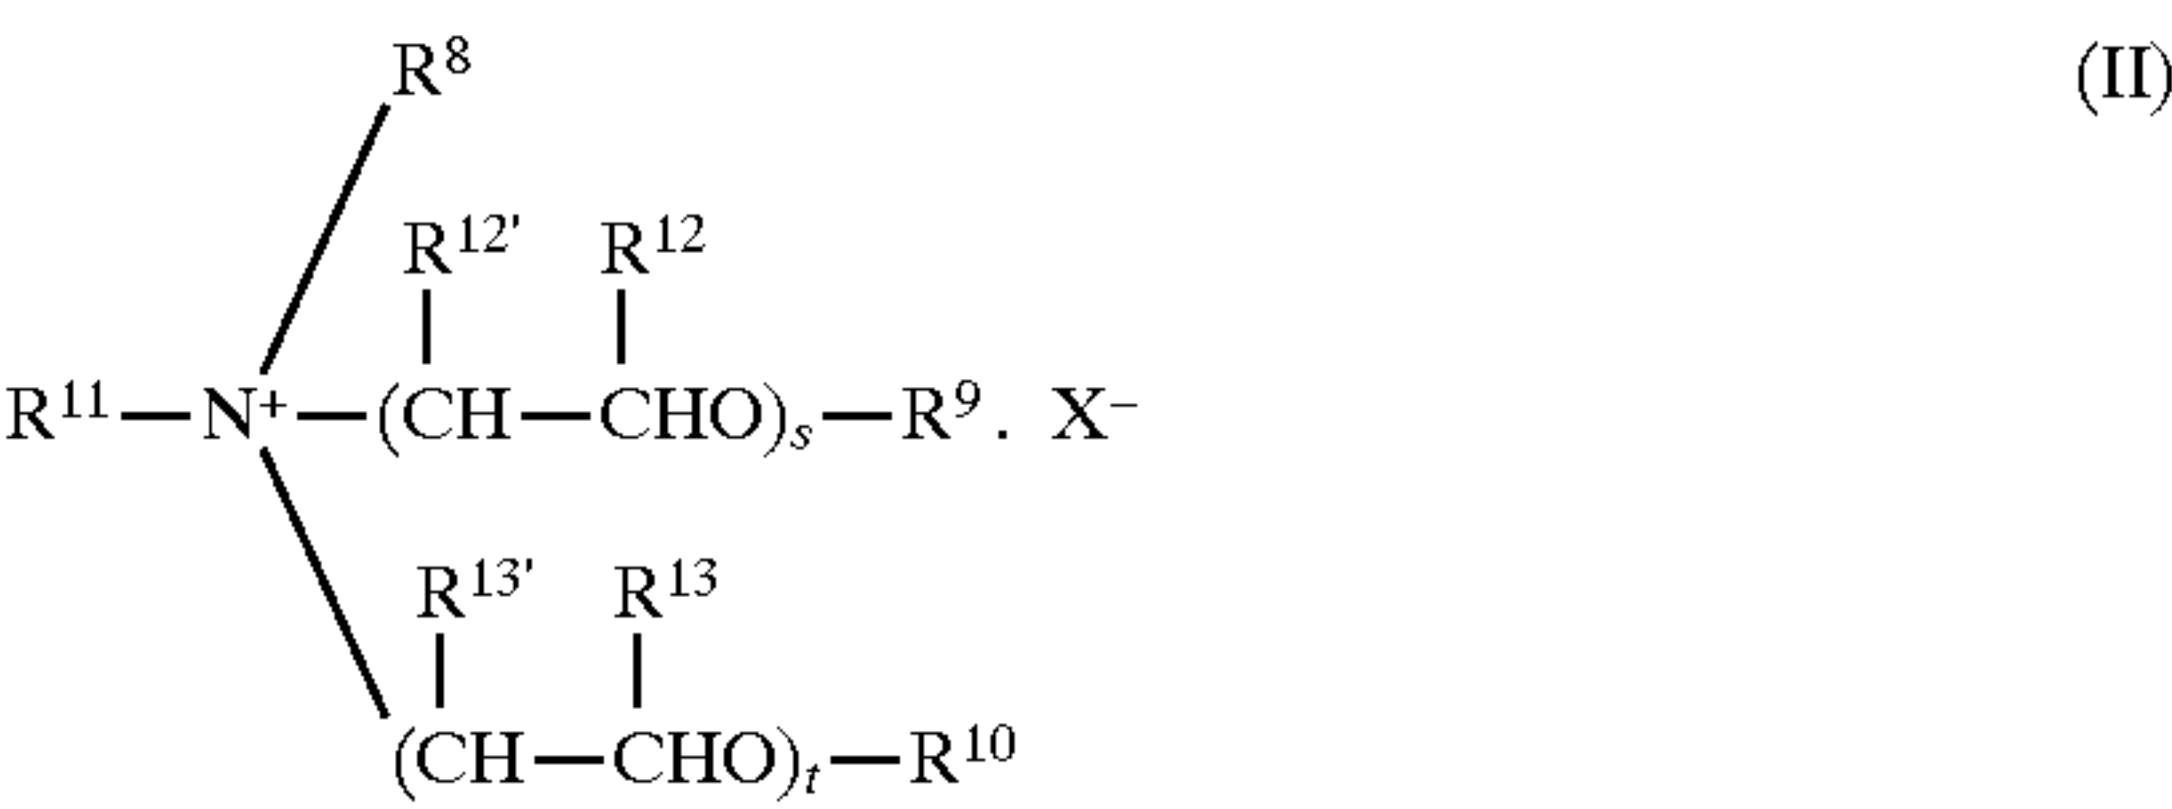 R⁸ (II)
R¹²' R¹²
R¹¹—N⁺—(CH—CHO)ₛ—R⁹. X⁻
R¹³' R¹³
(CH—CHO)ₜ—R¹⁰